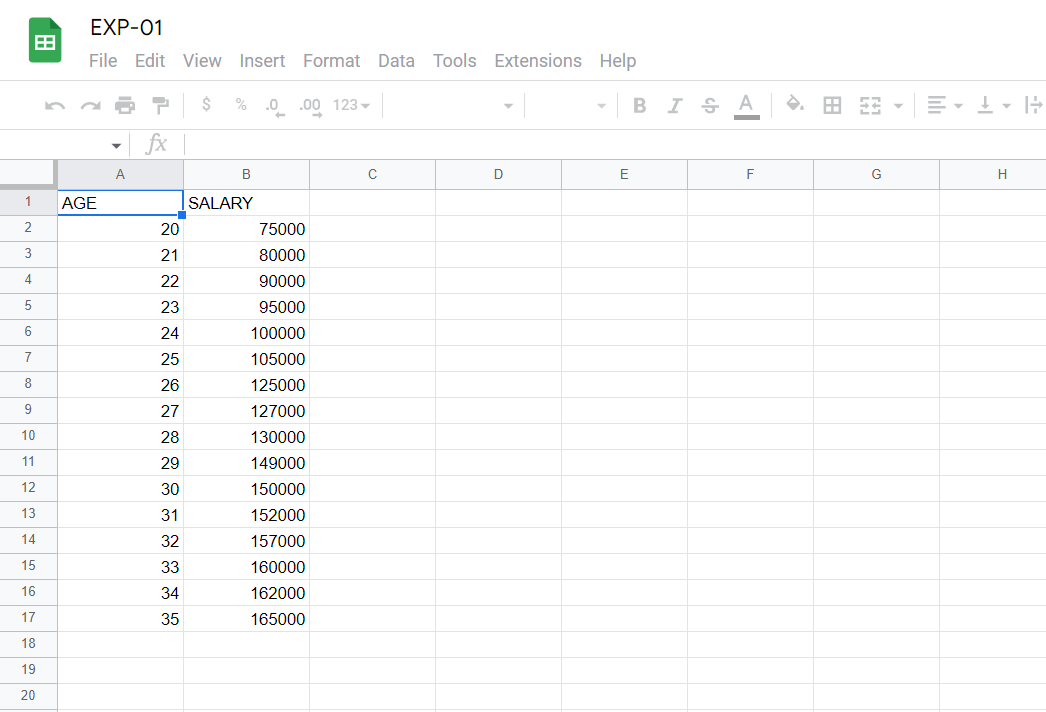 EXP-01
File Edit View Insert Format Data Tools Extensions Help
$ % .0 .00 123
B I S A
fx
A B C D E F G H
1 AGE SALARY
2 20 75000
3 21 80000
4 22 90000
5 23 95000
6 24 100000
7 25 105000
8 26 125000
9 27 127000
10 28 130000
11 29 149000
12 30 150000
13 31 152000
14 32 157000
15 33 160000
16 34 162000
17 35 165000
18
19
20